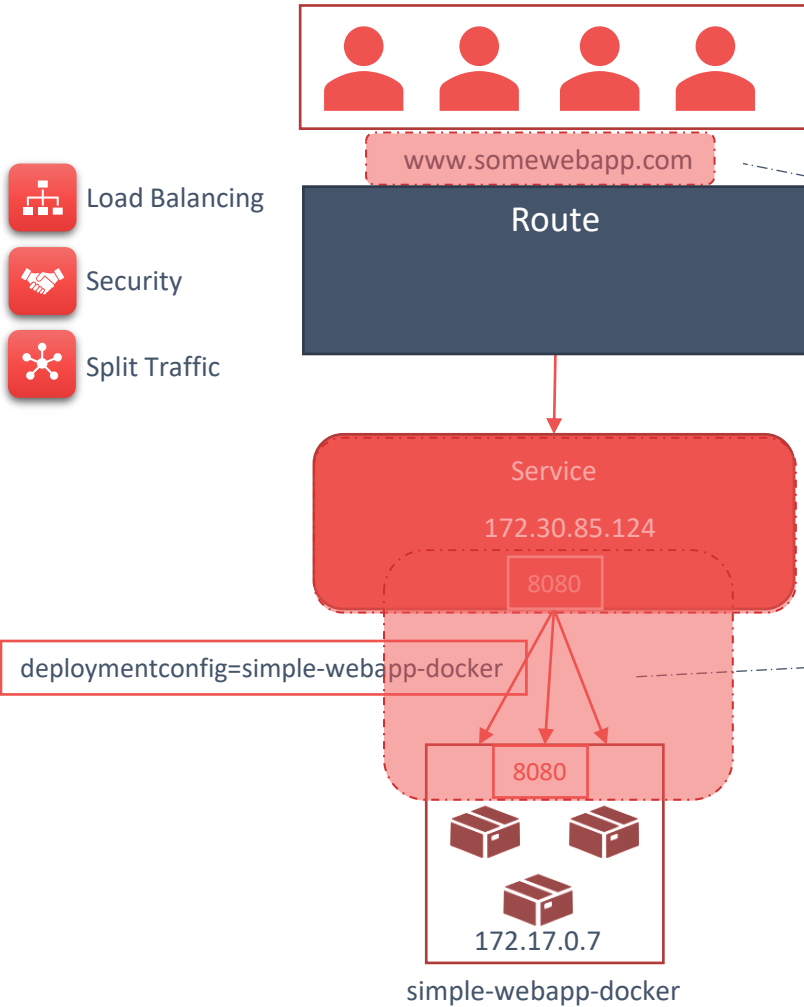 www.somewebapp.com
Route
Load Balancing
Security
Split Traffic
Service
172.30.85.124
8080
deploymentconfig=simple-webapp-docker
8080
172.17.0.7
simple-webapp-docker